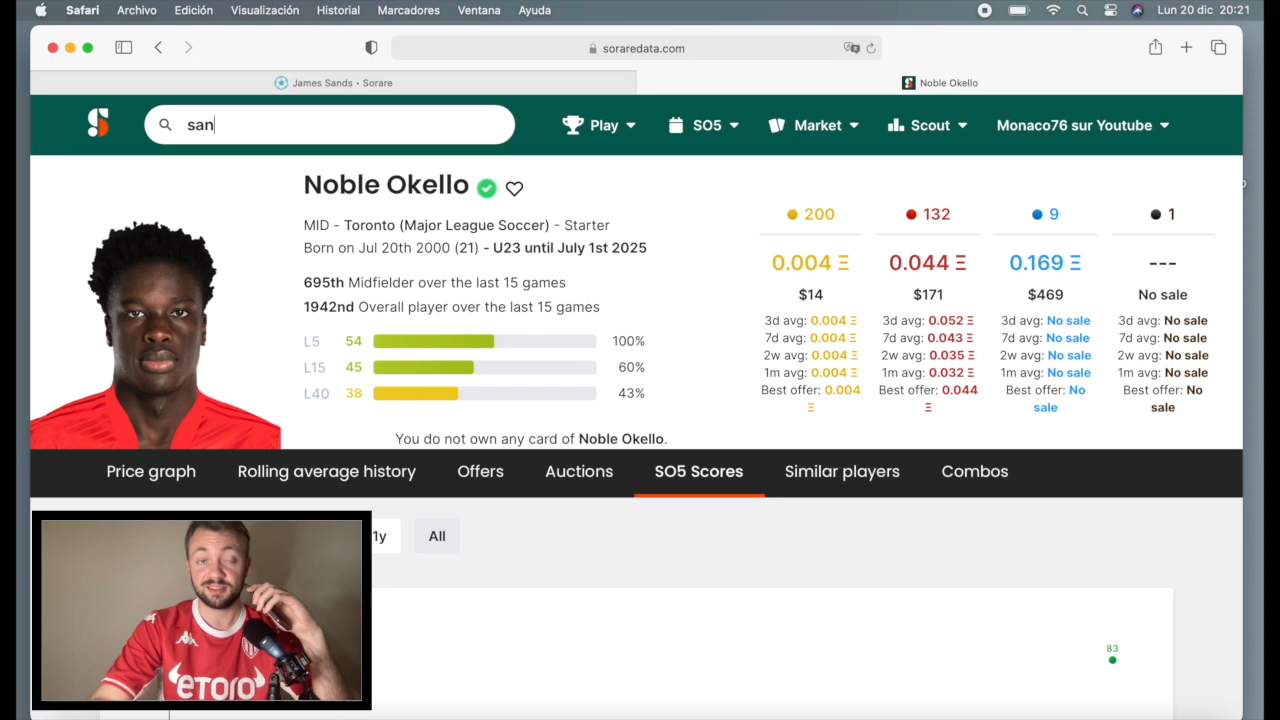 Safari Archivo Edición Visualización Historial Marcadores Ventana Ayuda Lun 20 dic 20:21
soraredata.com
James Sands • Sorare Noble Okello
san Play SO5 Market Scout Monaco76 sur Youtube
Noble Okello
MID - Toronto (Major League Soccer) - Starter
Born on Jul 20th 2000 (21) - U23 until July 1st 2025
695th Midfielder over the last 15 games
1942nd Overall player over the last 15 games
L5 54 100%
L15 45 60%
L40 38 43%
You do not own any card of Noble Okello.
200 132 9 1
0.004 Ξ 0.044 Ξ 0.169 Ξ ---
$14 $171 $469 No sale
3d avg: 0.004 Ξ 3d avg: 0.052 Ξ 3d avg: No sale 3d avg: No sale
7d avg: 0.004 Ξ 7d avg: 0.043 Ξ 7d avg: No sale 7d avg: No sale
2w avg: 0.004 Ξ 2w avg: 0.035 Ξ 2w avg: No sale 2w avg: No sale
1m avg: 0.004 Ξ 1m avg: 0.032 Ξ 1m avg: No sale 1m avg: No sale
Best offer: 0.004 Best offer: 0.044 Best offer: No Best offer: No
Ξ Ξ sale sale
Price graph Rolling average history Offers Auctions SO5 Scores Similar players Combos
1y All
83
eToro